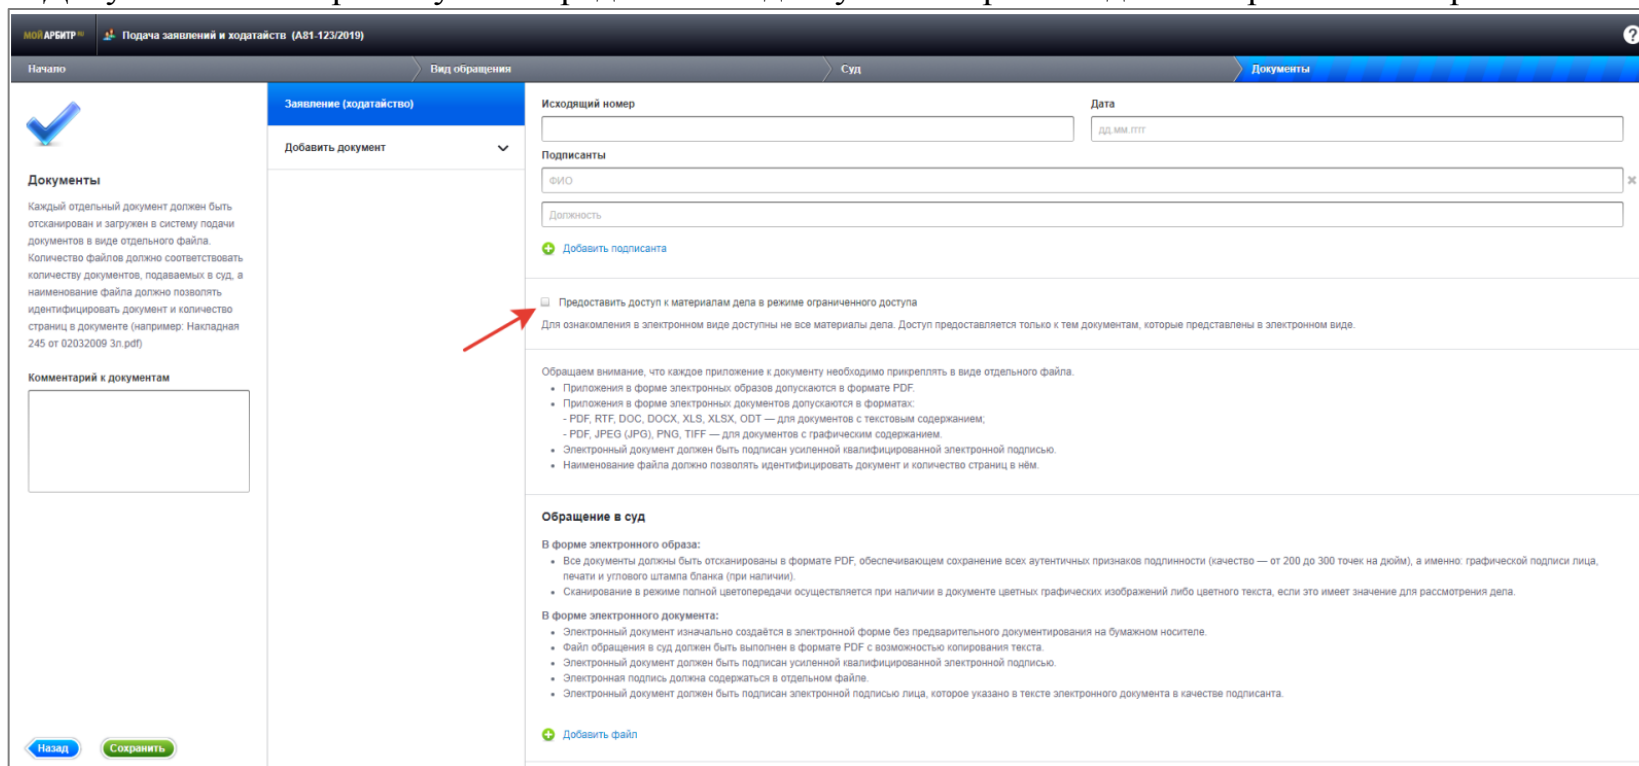 МОЙ АРБИТР RU Подача заявлений и ходатайств (А81-123/2019) ?
Начало Вид обращения Суд Документы
Документы
Каждый отдельный документ должен быть
отсканирован и загружен в систему подачи
документов в виде отдельного файла.
Количество файлов должно соответствовать
количеству документов, подаваемых в суд, а
наименование файла должно позволять
идентифицировать документ и количество
страниц в документе (например: Накладная
245 от 02032009 3л.pdf)
Комментарий к документам
Назад Сохранить
Заявление (ходатайство)
Добавить документ
Исходящий номер Дата
дд.мм.гггг
Подписанты
ФИО
Должность
Добавить подписанта
Предоставить доступ к материалам дела в режиме ограниченного доступа
Для ознакомления в электронном виде доступны не все материалы дела. Доступ предоставляется только к тем документам, которые представлены в электронном виде.
Обращаем внимание, что каждое приложение к документу необходимо прикреплять в виде отдельного файла.
• Приложения в форме электронных образов допускаются в формате PDF.
• Приложения в форме электронных документов допускаются в форматах:
- PDF, RTF, DOC, DOCX, XLS, XLSX, ODT — для документов с текстовым содержанием;
- PDF, JPEG (JPG), PNG, TIFF — для документов с графическим содержанием.
• Электронный документ должен быть подписан усиленной квалифицированной электронной подписью.
• Наименование файла должно позволять идентифицировать документ и количество страниц в нём.
Обращение в суд
В форме электронного образа:
• Все документы должны быть отсканированы в формате PDF, обеспечивающем сохранение всех аутентичных признаков подлинности (качество — от 200 до 300 точек на дюйм), а именно: графической подписи лица,
печати и углового штампа бланка (при наличии).
• Сканирование в режиме полной цветопередачи осуществляется при наличии в документе цветных графических изображений либо цветного текста, если это имеет значение для рассмотрения дела.
В форме электронного документа:
• Электронный документ изначально создаётся в электронной форме без предварительного документирования на бумажном носителе.
• Файл обращения в суд должен быть выполнен в формате PDF с возможностью копирования текста.
• Электронный документ должен быть подписан усиленной квалифицированной электронной подписью.
• Электронная подпись должна содержаться в отдельном файле.
• Электронный документ должен быть подписан электронной подписью лица, которое указано в тексте электронного документа в качестве подписанта.
Добавить файл